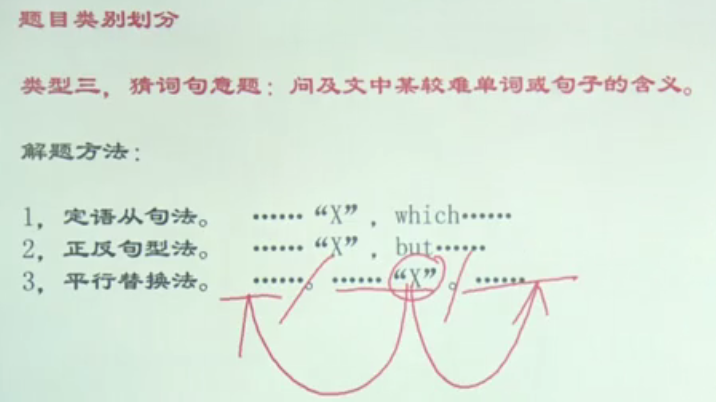 题目类别划分
类型三，猜词句意题：问及文中某较难单词或句子的含义。
解题方法：
1，定语从句法。 ……“X”，which……
2，正反句型法。 ……“X”，but……
3，平行替换法。 ……。……“X”。……